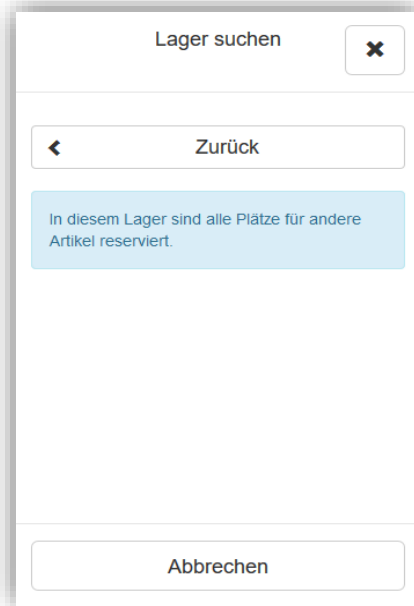 Lager suchen
Zurück
In diesem Lager sind alle Plätze für andere
Artikel reserviert.
Abbrechen